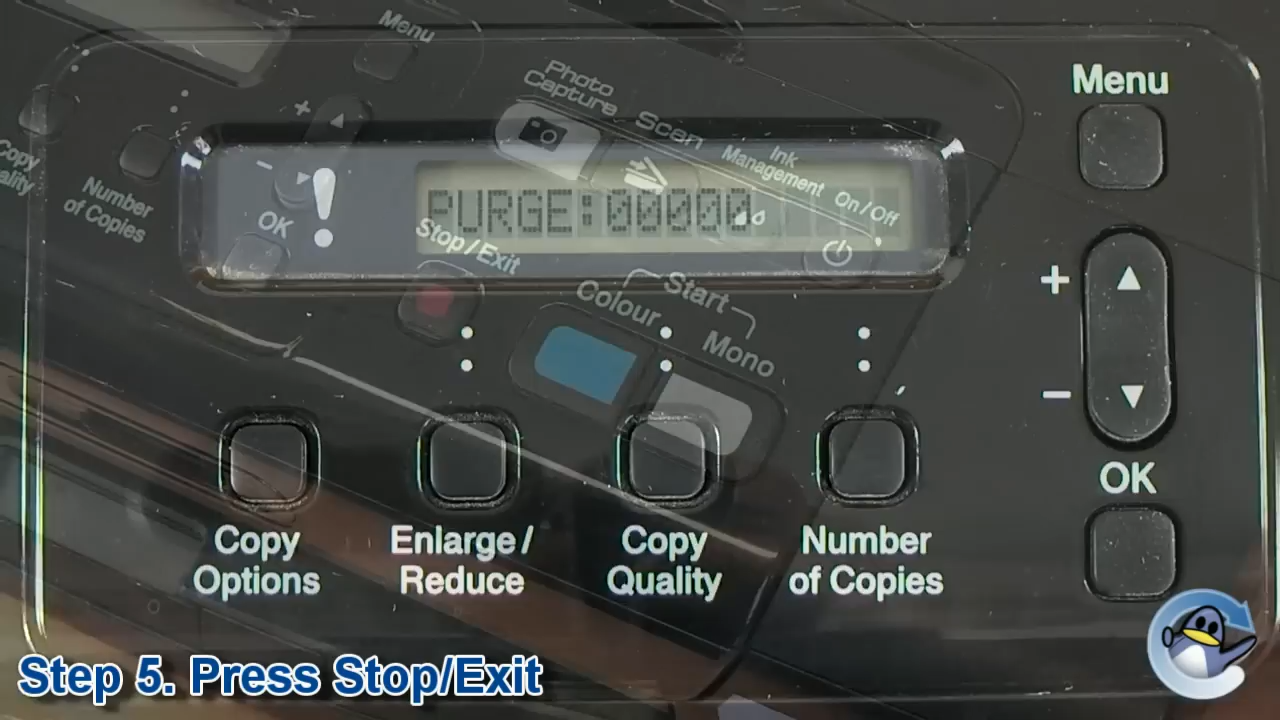 Menu
Photo
Capture
Scan
Ink
Management
On/Off
Copy
ality
Number
of Copies
+
-
OK
PURGE:00000
Stop/Exit
Start
Colour
Mono
Menu
+
-
OK
Copy
Options
Enlarge/
Reduce
Copy
Quality
Number
of Copies
Step 5. Press Stop/Exit